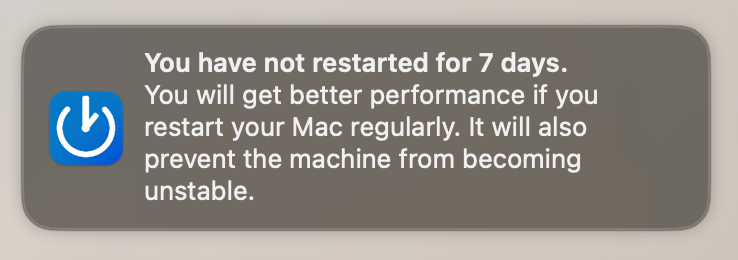 You have not restarted for 7 days.
You will get better performance if you
restart your Mac regularly. It will also
prevent the machine from becoming
unstable.